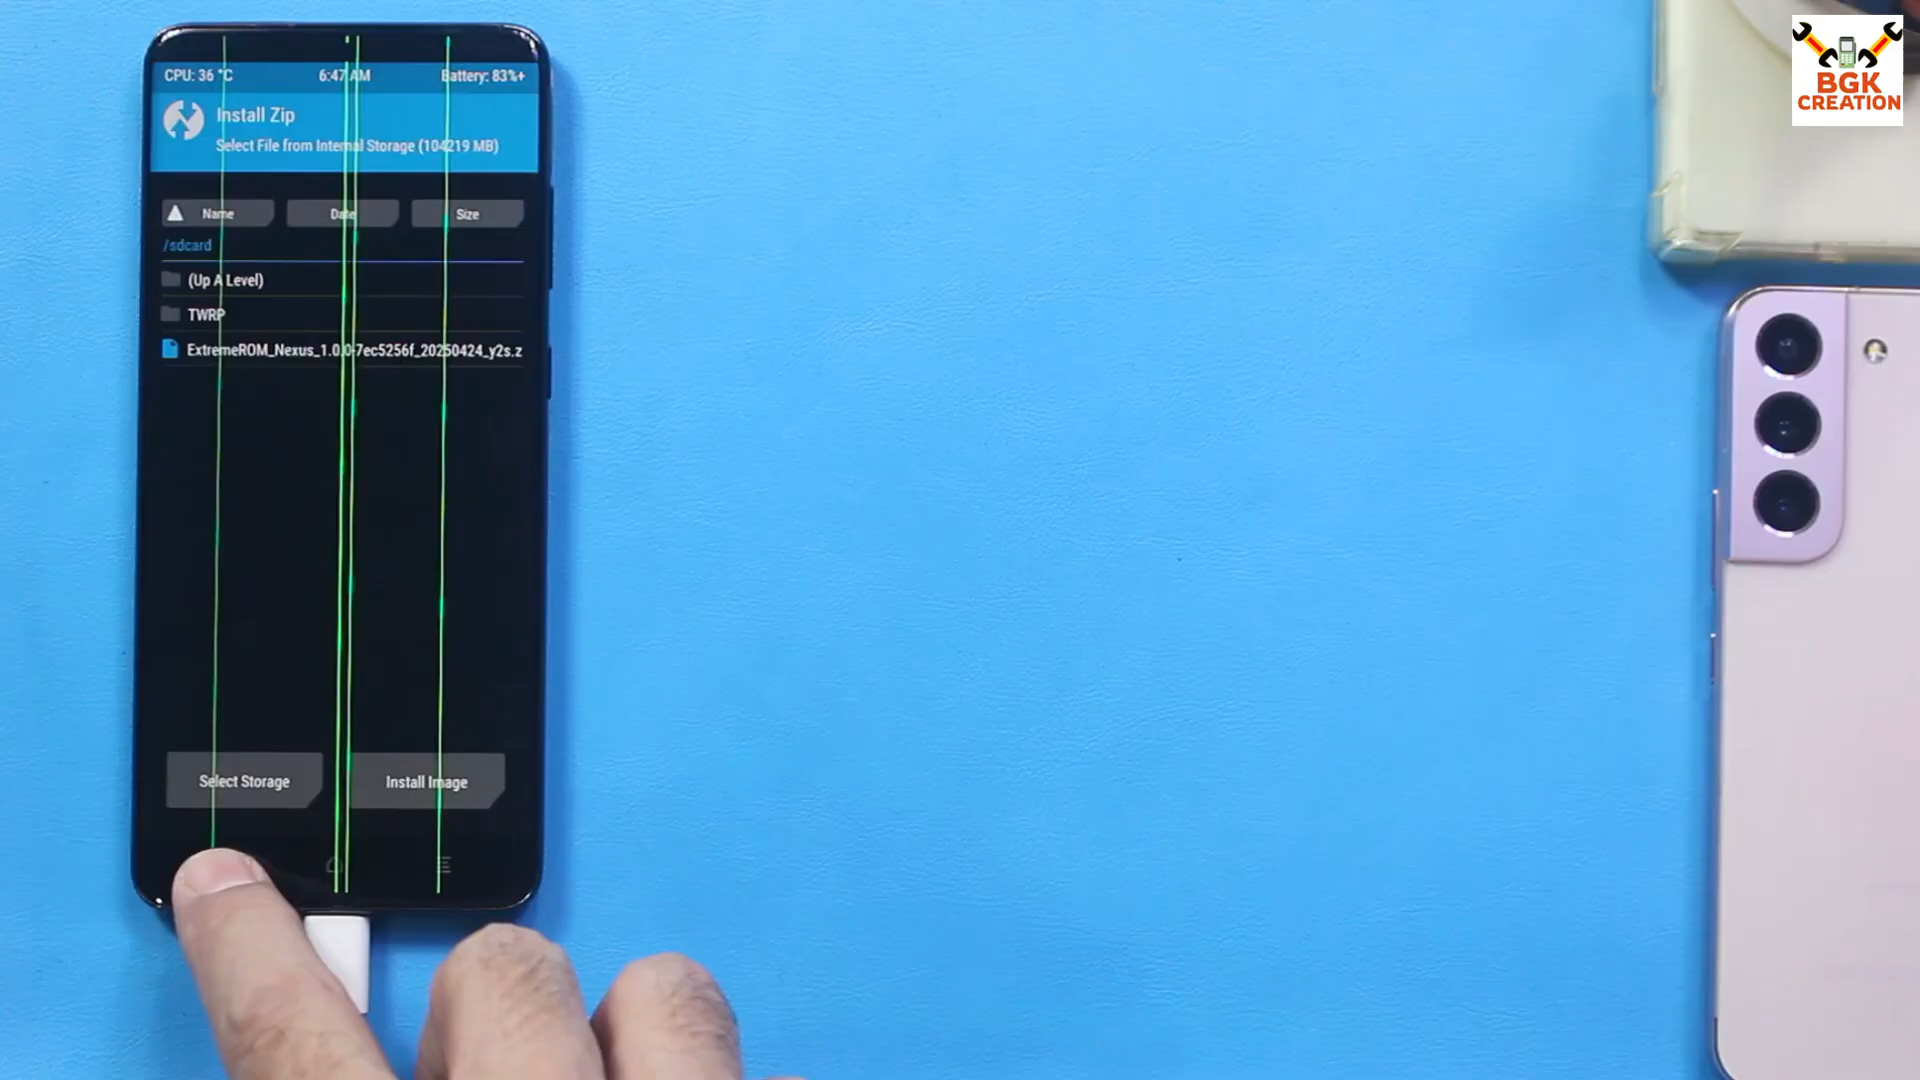 CPU: 36 °C 6:47 AM Battery: 83%+
Install Zip
Select File from Internal Storage (104219 MB)
Name Date Size
/sdcard
(Up A Level)
TWRP
ExtremeROM_Nexus_1.0.0-7ec5256f_20250424_y2s.z
Select Storage Install Image
BGK
CREATION